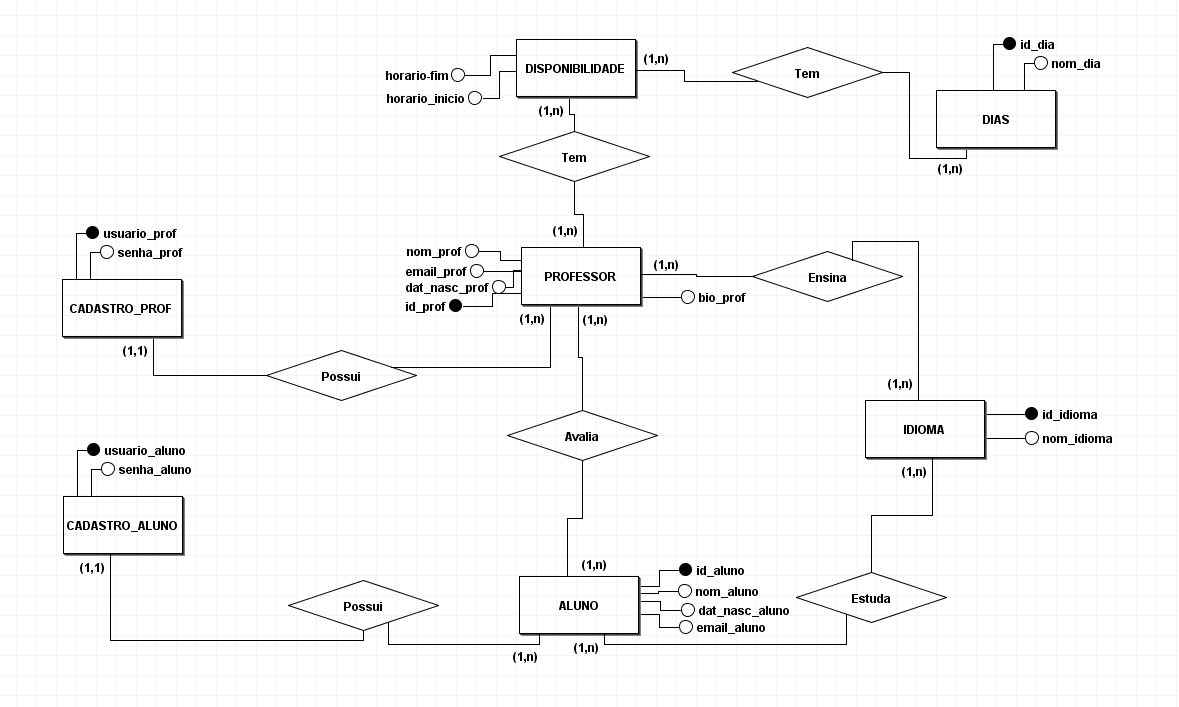 id_dia
(1,n)
DISPONIBILIDADE
nom_dia
horario-fim
Tem
horario_inicio
(1,n)
DIAS
Tem
(1,n)
(1,n)
usuario_prof
senha_prof
nom_prof
(1,n)
email_prof
PROFESSOR
Ensina
dat_nasc_prof
bio_prof
id_prof
CADASTRO_PROF
(1,n)
(1,n)
(1,1)
Possui
(1,n)
id_idioma
IDIOMA
nom_idioma
Avalia
usuario_aluno
senha_aluno
(1,n)
CADASTRO_ALUNO
(1,1)
(1,n)
id_aluno
nom_aluno
Possui
ALUNO
dat_nasc_aluno
Estuda
email_aluno
(1,n)
(1,n)